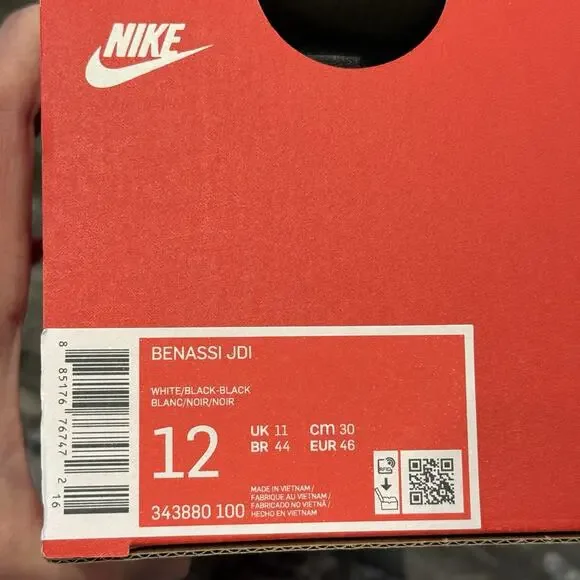 NIKE
BENASSI JDI
WHITE/BLACK-BLACK
BLANC/NOIR/NOIR
12
UK 11 CM 30
BR 44 EUR 46
MADE IN VIETNAM /
FABRIQUE AU VIETNAM /
FABRICADO NO VIETNÃ /
HECHO EN VIETNAM
343880 100
8 85176 76747 2 16